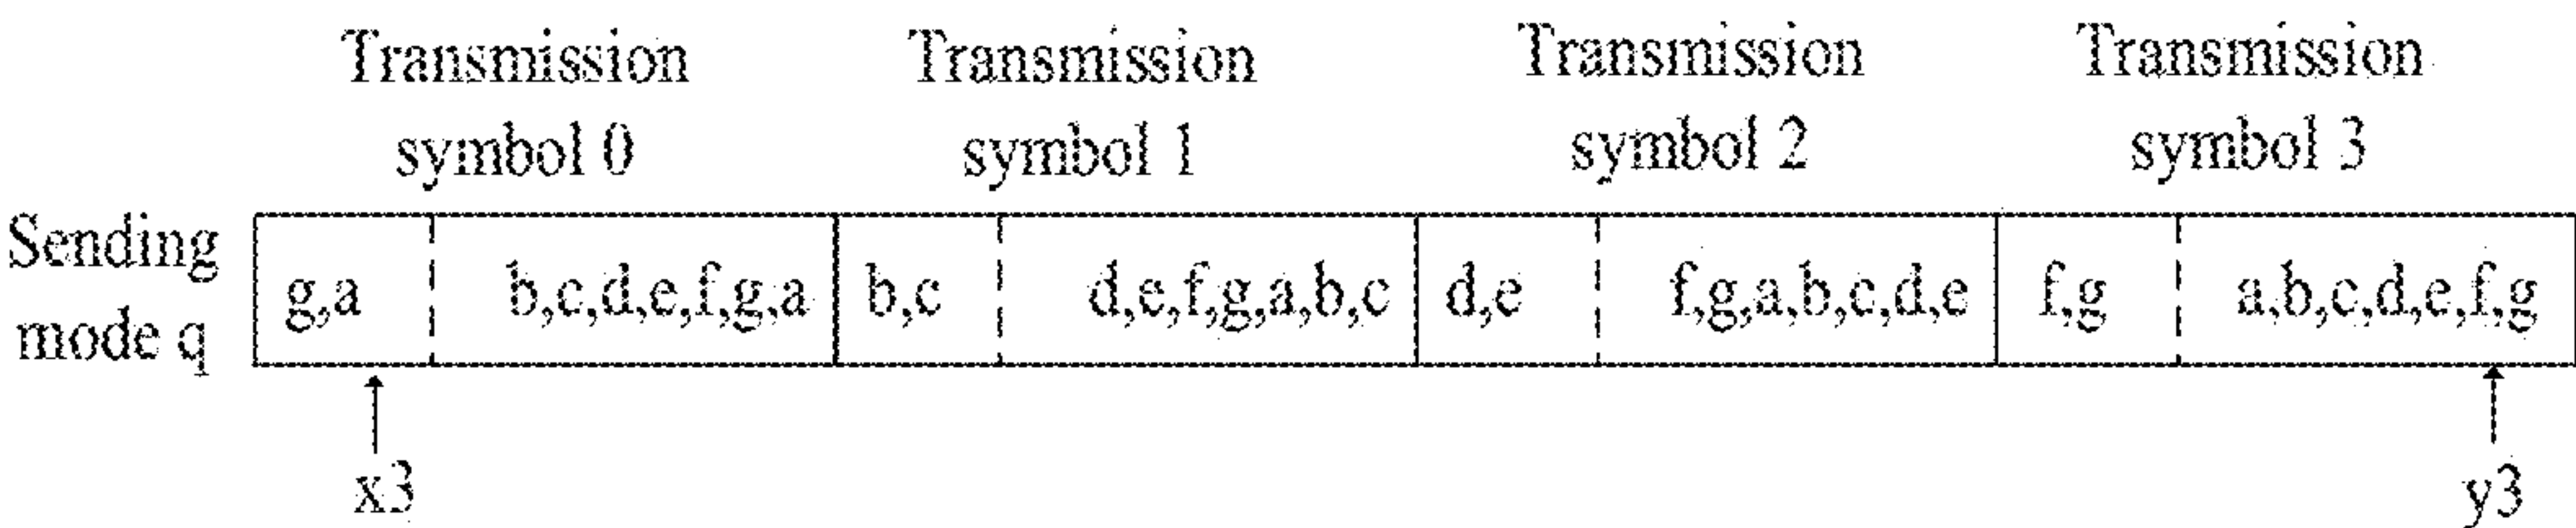 Transmission symbol 0
Transmission symbol 1
Transmission symbol 2
Transmission symbol 3
Sending mode q
g,a
b,c,d,e,f,g,a
b,c
d,e,f,g,a,b,c
d,e
f,g,a,b,c,d,e
f,g
a,b,c,d,e,f,g
x3
y3